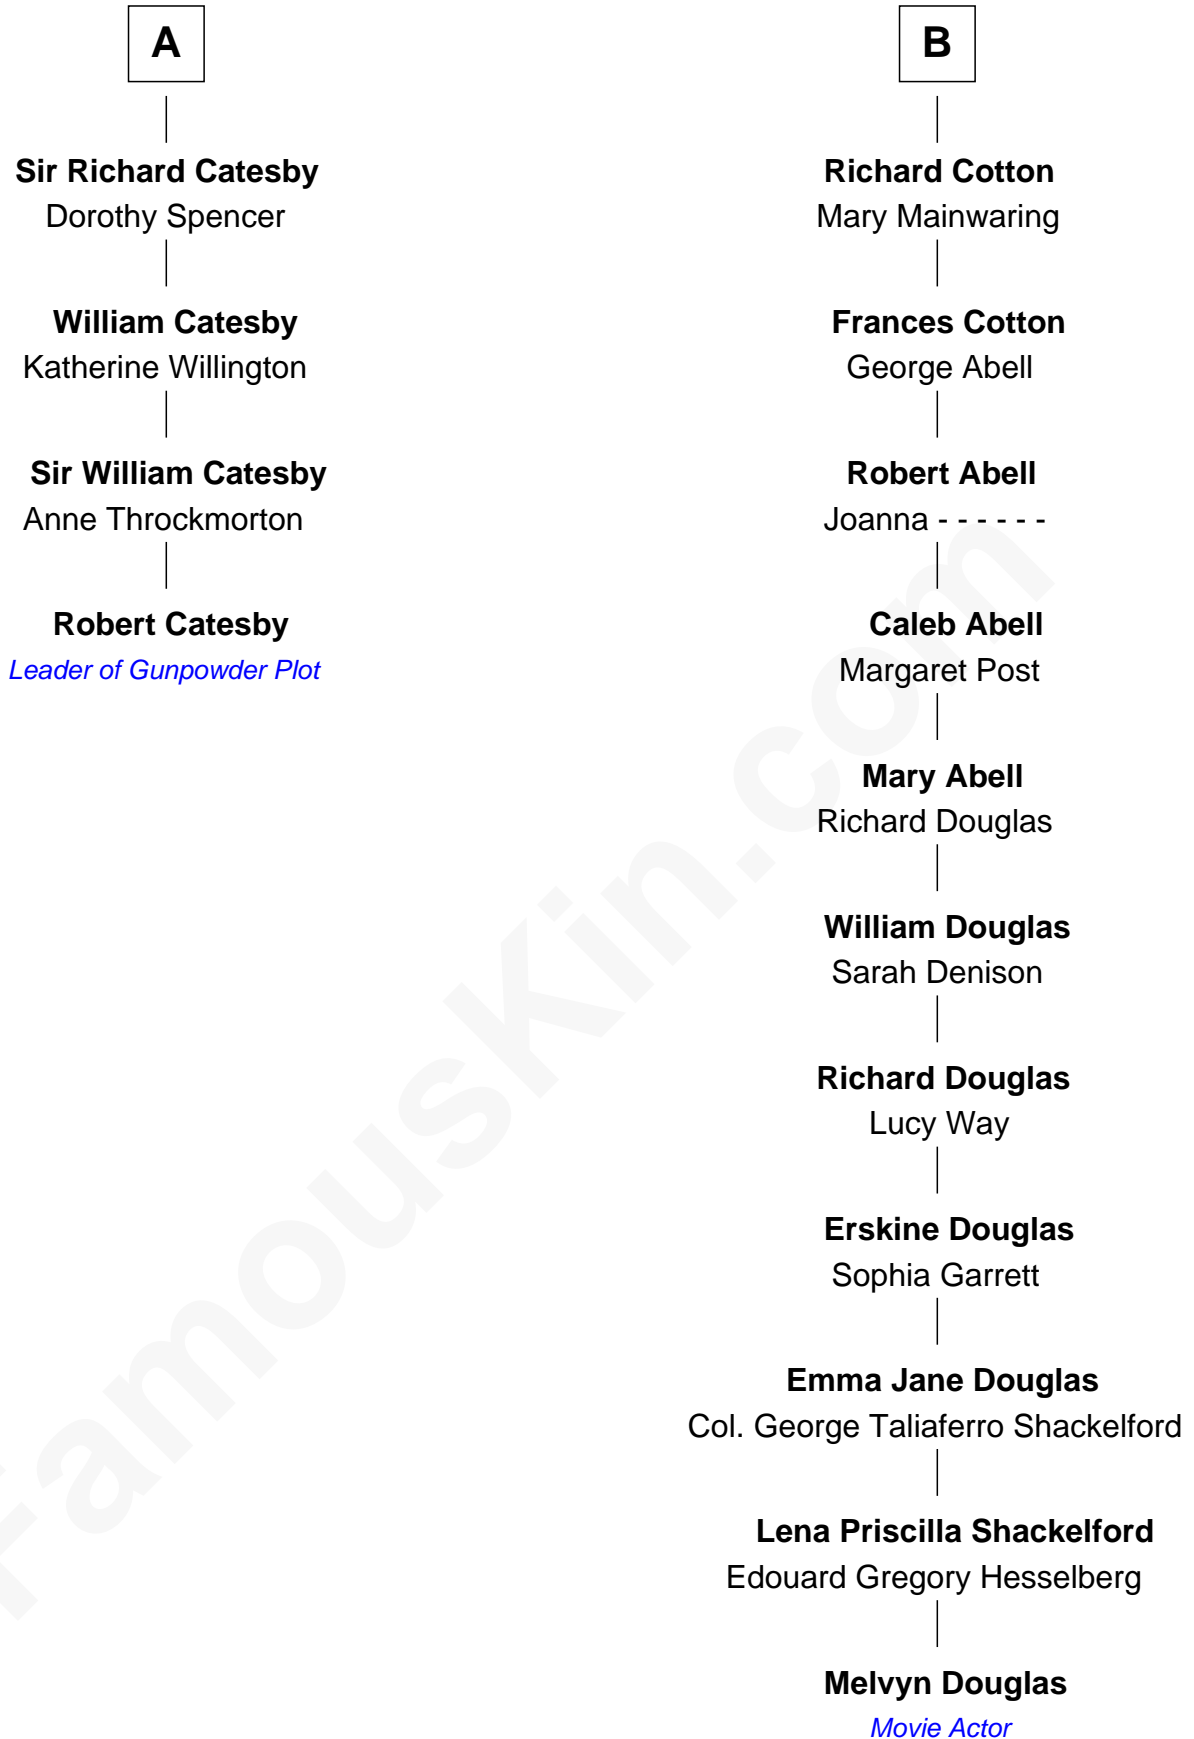 A
Sir Richard Catesby
Dorothy Spencer
William Catesby
Katherine Willington
Sir William Catesby
Anne Throckmorton
Robert Catesby
Leader of Gunpowder Plot
B
Richard Cotton
Mary Mainwaring
Frances Cotton
George Abell
Robert Abell
Joanna - - - - - -
Caleb Abell
Margaret Post
Mary Abell
Richard Douglas
William Douglas
Sarah Denison
Richard Douglas
Lucy Way
Erskine Douglas
Sophia Garrett
Emma Jane Douglas
Col. George Taliaferro Shackelford
Lena Priscilla Shackelford
Edouard Gregory Hesselberg
Melvyn Douglas
Movie Actor
FamousKin.com